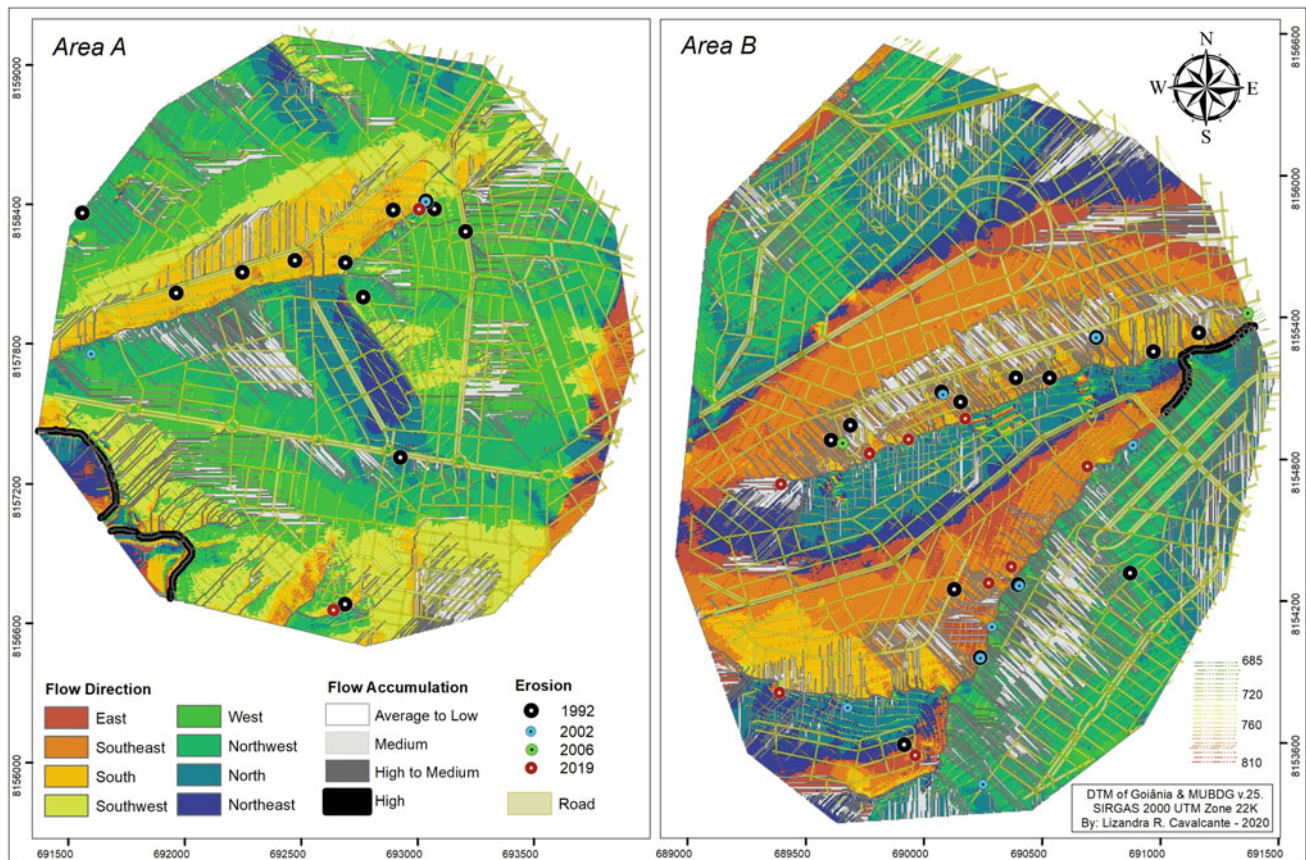 Area A
Area B
N
W E
S
8159000
8158400
8157800
8157200
8156600
8156000
8156600
8156000
8155400
8154800
8154200
8153600
Flow Direction
East
Southeast
South
Southwest
West
Northwest
North
Northeast
Flow Accumulation
Average to Low
Medium
High to Medium
High
Erosion
1992
2002
2006
2019
Road
685
720
760
810
DTM of Goiânia & MUBDG v.25.
SIRGAS 2000 UTM Zone 22K
By: Lizandra R. Cavalcante - 2020
691500 692000 692500 693000 693500
689000 689500 690000 690500 691000 691500